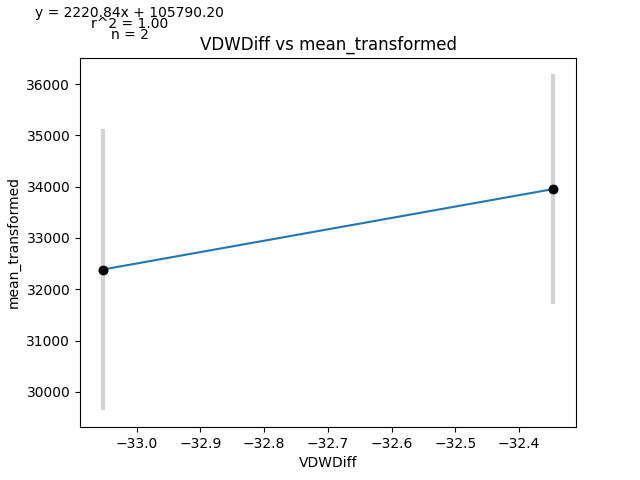 y = 2220.84x + 105790.20
r^2 = 1.00
n = 2
VDWDiff vs mean_transformed
36000
35000
34000
33000
32000
31000
30000
mean_transformed
−33.0 −32.9 −32.8 −32.7 −32.6 −32.5 −32.4
VDWDiff